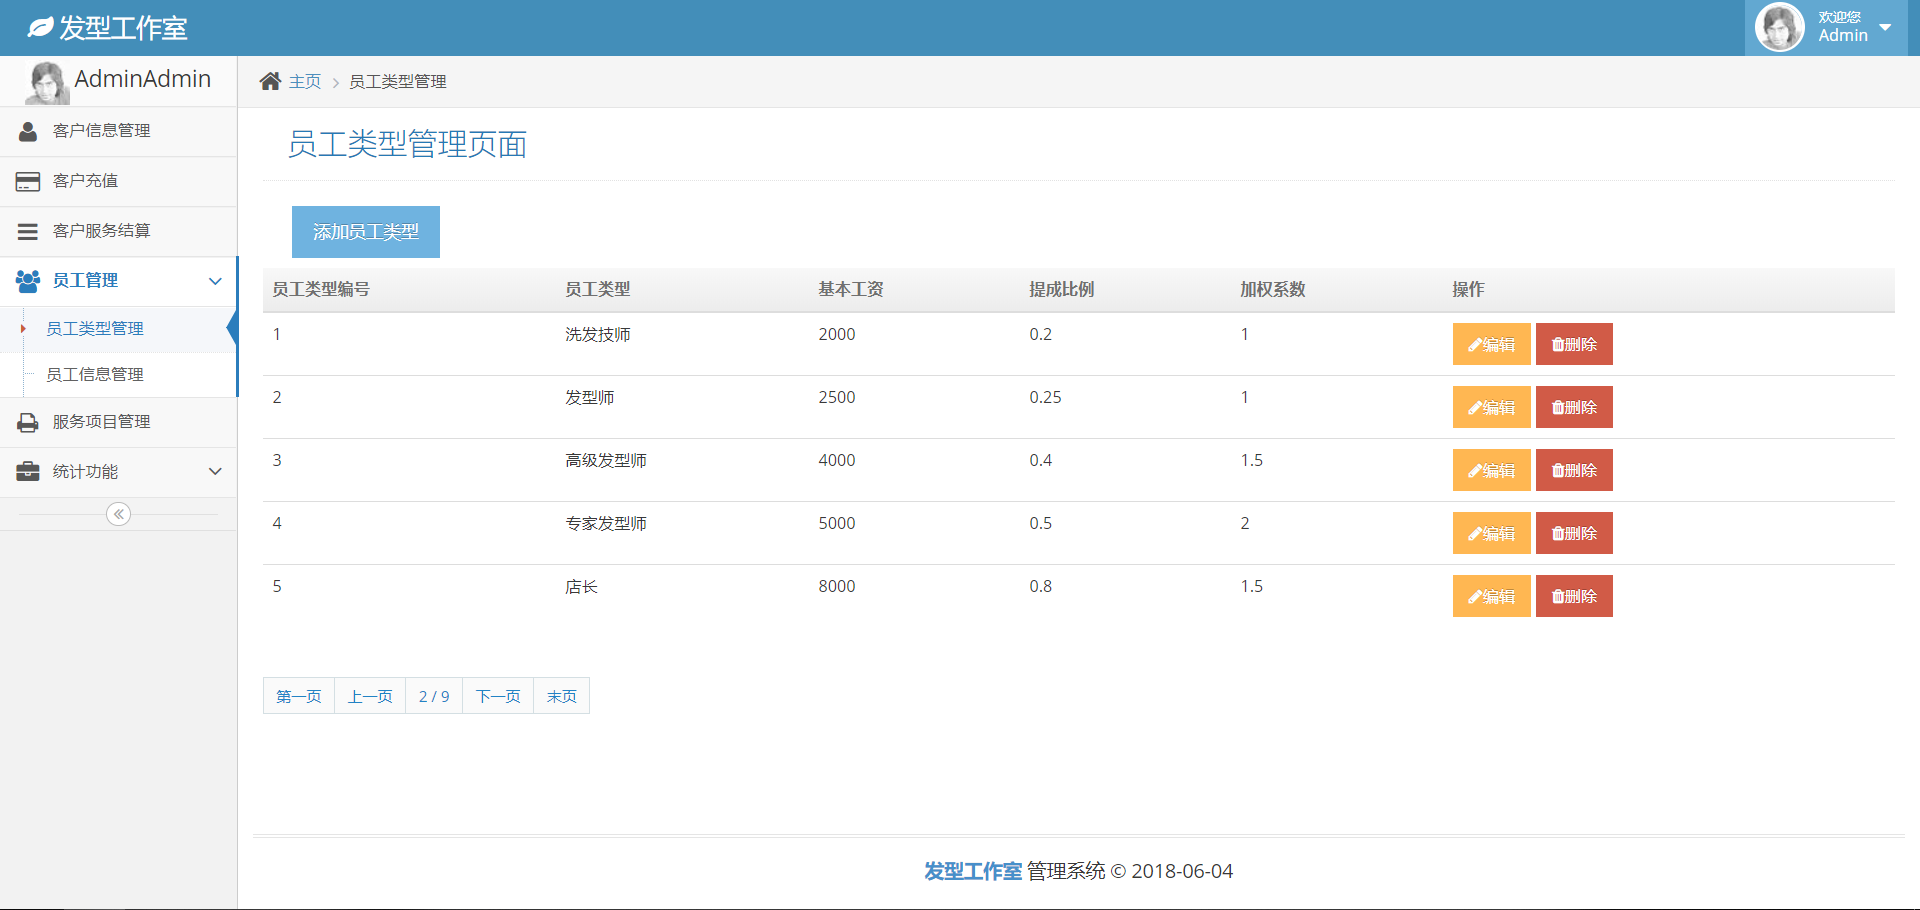 发型工作室
欢迎您
Admin
AdminAdmin
主页 > 员工类型管理
客户信息管理
客户充值
客户服务结算
员工管理
员工类型管理
员工信息管理
服务项目管理
统计功能
员工类型管理页面
添加员工类型
员工类型编号 员工类型 基本工资 提成比例 加权系数 操作
1 洗发技师 2000 0.2 1 编辑 删除
2 发型师 2500 0.25 1 编辑 删除
3 高级发型师 4000 0.4 1.5 编辑 删除
4 专家发型师 5000 0.5 2 编辑 删除
5 店长 8000 0.8 1.5 编辑 删除
第一页 上一页 2 / 9 下一页 末页
发型工作室 管理系统 © 2018-06-04